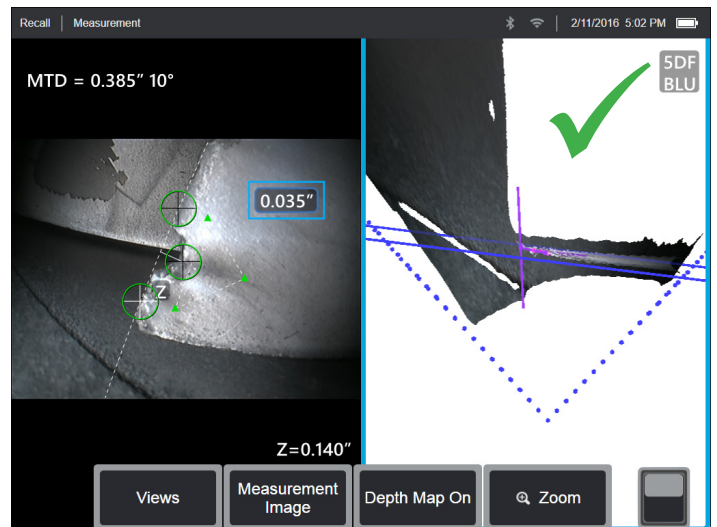 Recall | Measurement
2/11/2016 5:02 PM
MTD = 0.385" 10°
5DF
BLU
0.035"
Z
Z=0.140"
Views
Measurement
Image
Depth Map On
Zoom